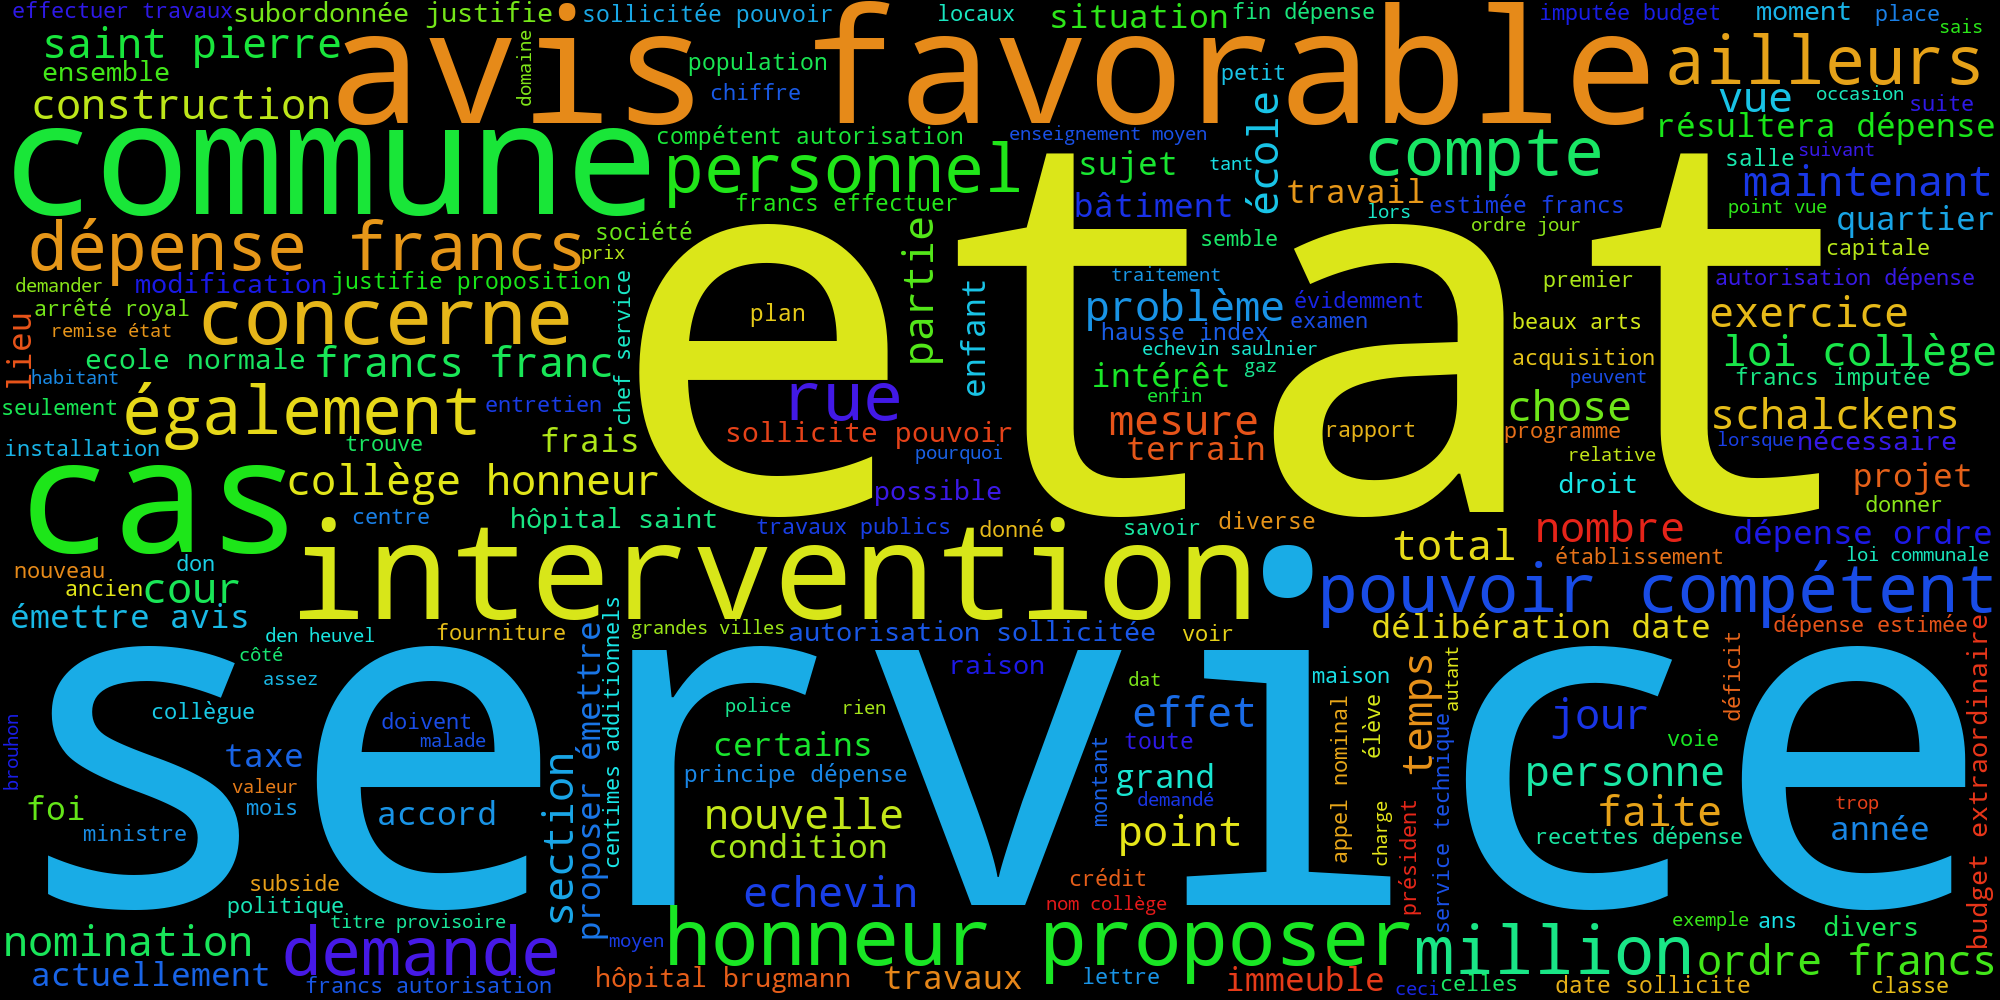 effectuer travaux
subordonnée justifie
sollicitée pouvoir
locaux
situation
fin dépense
imputée budget
moment
place
sais
saint pierre
avis favorable
ailleurs
ensemble
domaine
population
petit
construction
chiffre
vue
occasion
suite
commune
compétent autorisation
enseignement moyen
école
résultera dépense
personnel
sujet
tant
compte
salle
suivant
etat
francs effectuer
bâtiment
travail
lors
estimée francs
maintenant
point vue
quartier
dépense francs
société
prix
partie
semble
ordre jour
capitale
demander
modification
justifie proposition
chef service
traitement
premier
autorisation dépense
arrêté royal
concerne
plan
enfant
problème
évidemment
exercice
lieu
remise état
hausse index
examen
beaux arts
ecole normale
francs franc
echevin saulnier
gaz
acquisition
loi collège
habitant
rue
intérêt
enfin
peuvent
francs imputée
seulement
également
entretien
mesure
chose
schalckens
installation
trouve
frais
sollicite pouvoir
pourquoi
terrain
rapport
programme
lorsque
nécessaire
relative
cas
collège honneur
possible
droit
projet
donner
centre
hôpital saint
travaux publics
donné
savoir
diverse
nombre
dépense ordre
intervention
total
établissement
loi communale
nouveau
don
ancien
cour
pouvoir compétent
émettre avis
den heuvel
fourniture
grandes villes
autorisation sollicitée
voir
délibération date
dépense estimée
service
côté
assez
raison
dat
maison
temps
autant
déficit
budget extraordinaire
collègue
doivent
malade
police
rien
effet
toute
jour
voie
brouhon
taxe
section
proposer émettre
centimes additionnels
certains
principe dépense
montant
grand
demandé
appel nominal
élève
service technique
personne
valeur
mois
foi
accord
nouvelle
point
charge
président
faite
trop
année
ministre
condition
recettes dépense
subside
politique
echevin
crédit
nom collège
titre provisoire
exemple
ans
divers
nomination
demande
moyen
honneur proposer
million
ordre francs
actuellement
francs autorisation
hôpital brugmann
travaux
lettre
immeuble
ceci
celles
date sollicite
classe